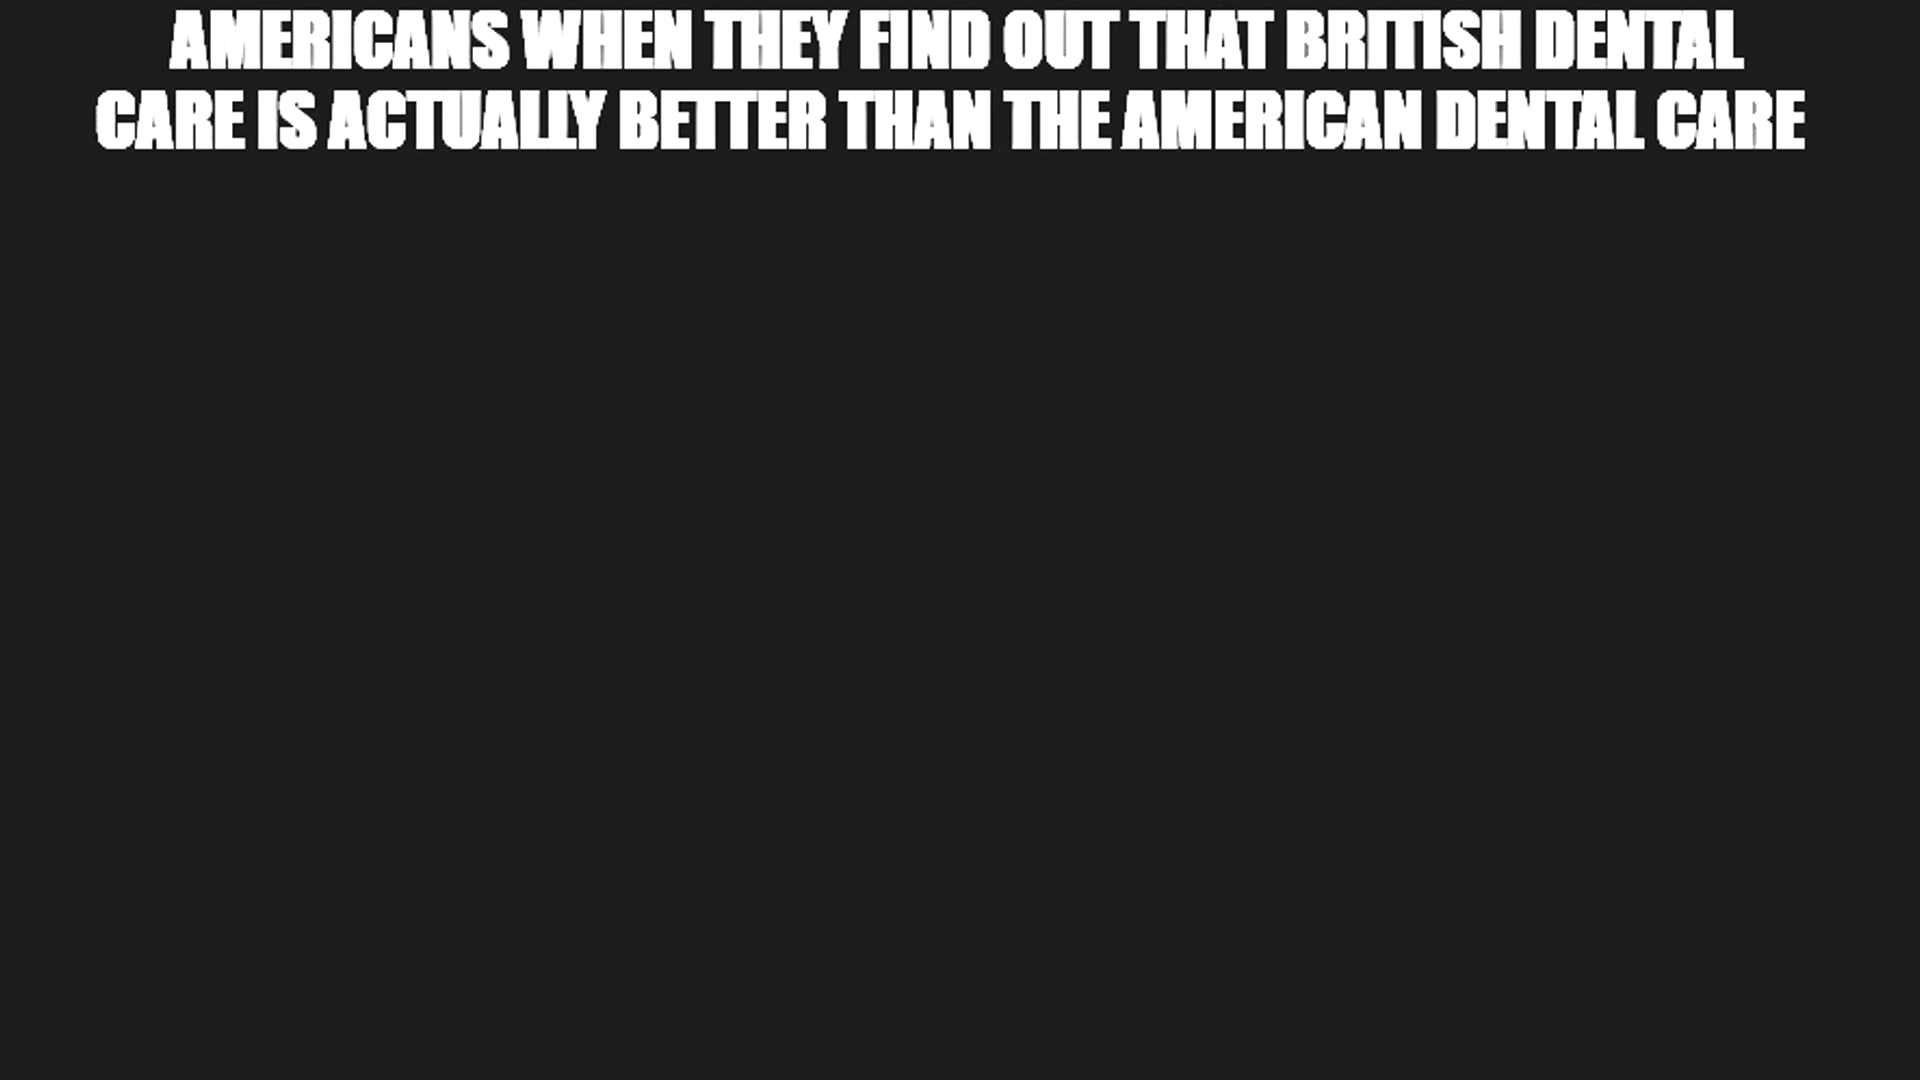 AMERICANS WHEN THEY FIND OUT THAT BRITISH DENTAL
CARE IS ACTUALLY BETTER THAN THE AMERICAN DENTAL CARE